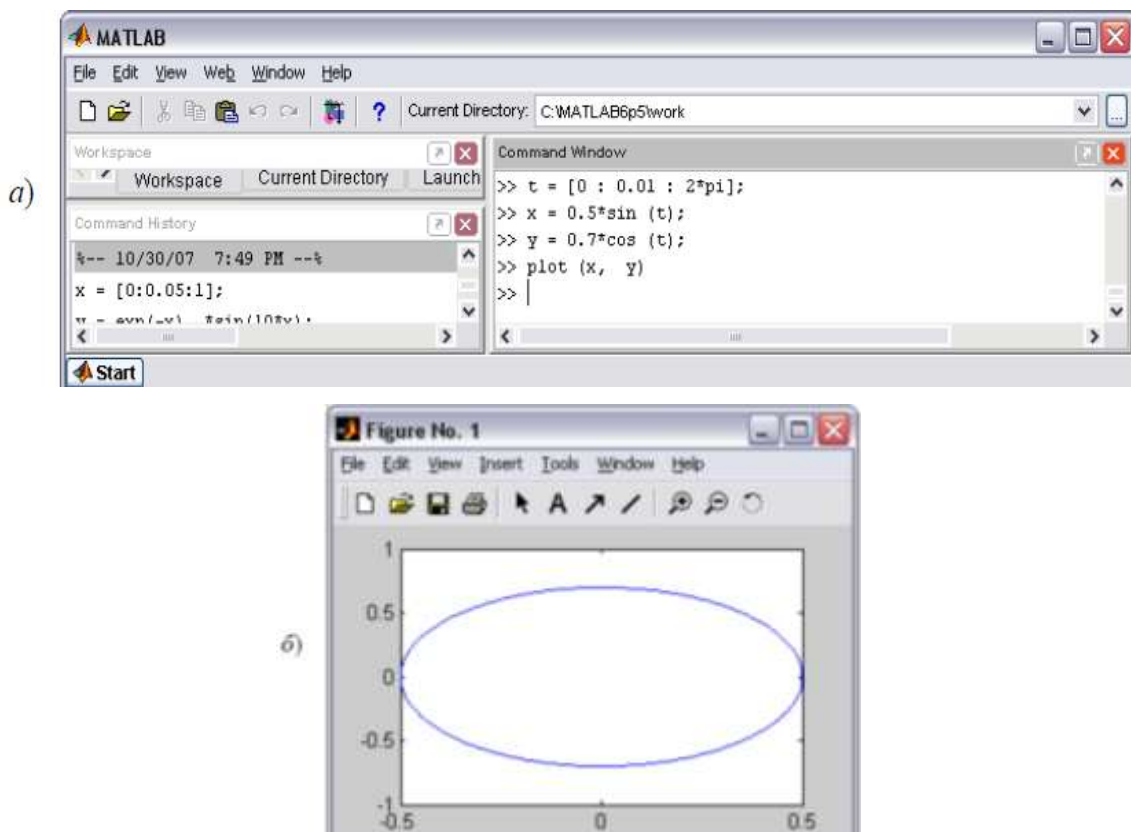 а)
MATLAB
File Edit View Web Window Help
? Current Directory: C:\MATLAB6p5\work ...
Workspace
Workspace Current Directory Launch
Command History
%-- 10/30/07 7:49 PM --%
x = [0:0.05:1];
Command Window
>> t = [0 : 0.01 : 2*pi];
>> x = 0.5*sin (t);
>> y = 0.7*cos (t);
>> plot (x, y)
>>
Start
б)
Figure No. 1
File Edit View Insert Tools Window Help
A
1
0.5
0
-0.5
-1
-0.5 0 0.5